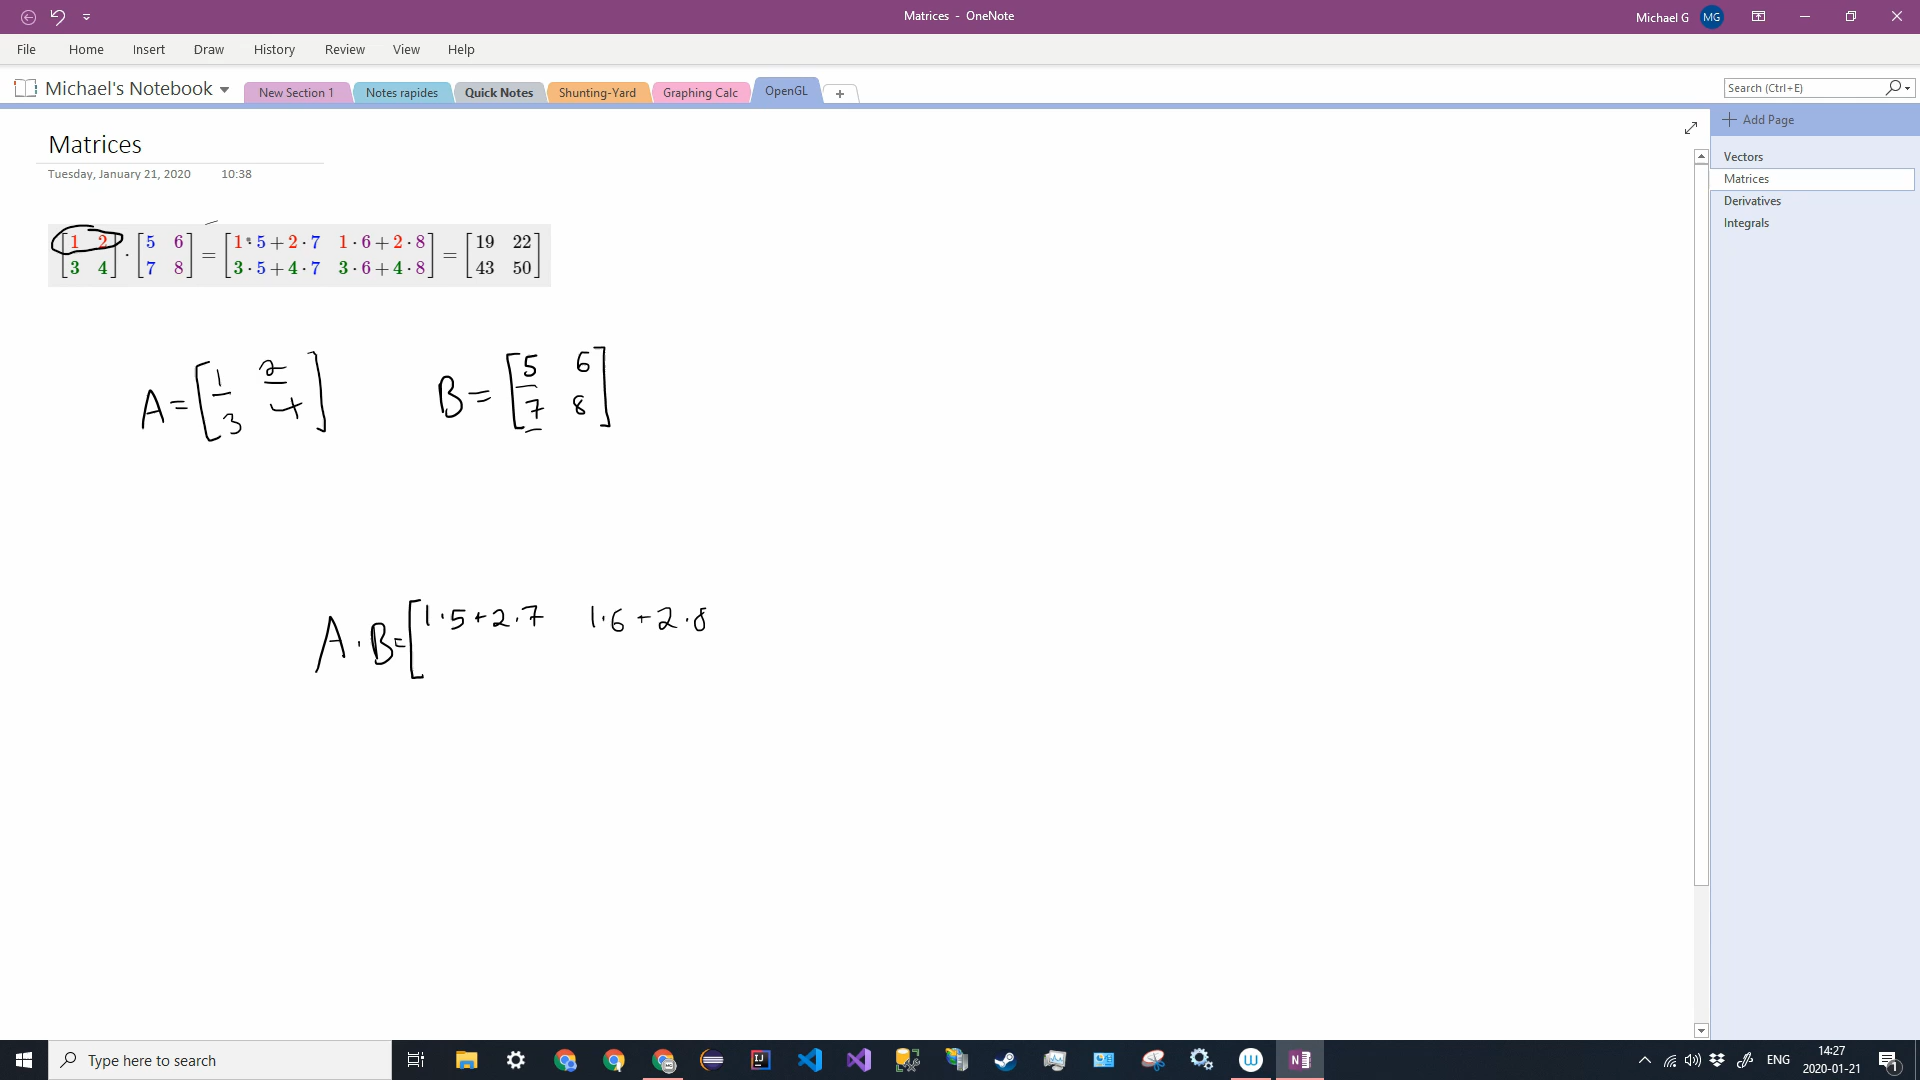 Matrices - OneNote
Michael G MG
File Home Insert Draw History Review View Help
Michael's Notebook New Section 1 Notes rapides Quick Notes Shunting-Yard Graphing Calc OpenGL +
Search (Ctrl+E)
Add Page
Vectors
Matrices
Derivatives
Integrals
Matrices
Tuesday, January 21, 2020 10:38
[1 2] · [5 6] = [1·5+2·7 1·6+2·8] = [19 22]
[3 4] [7 8] [3·5+4·7 3·6+4·8] [43 50]
A = [1 2 B = [5 6
3 4] 7 8]
A·B = [1·5+2·7 1·6+2·8
Type here to search
ENG
14:27
2020-01-21
1